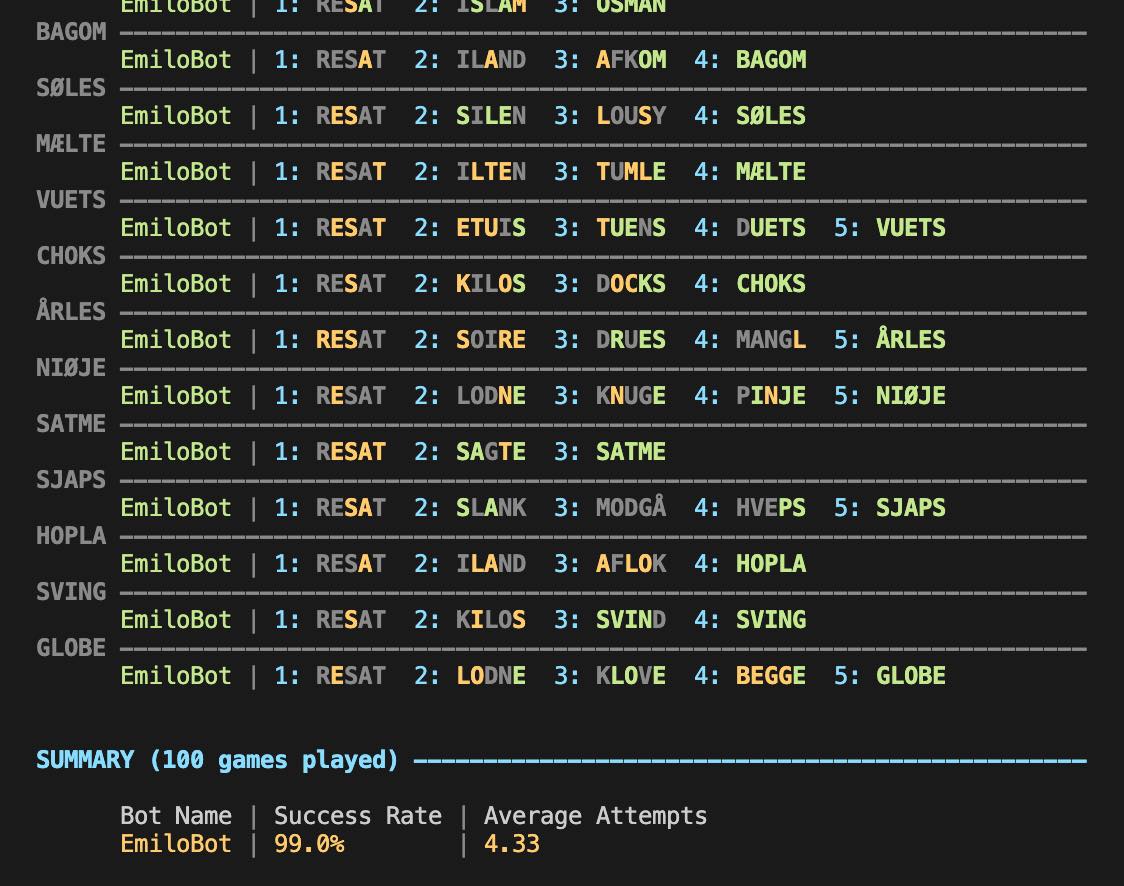 EmiloBot | 1: RESAT 2: ISLAM 3: OSMAN
BAGOM
EmiloBot | 1: RESAT 2: ILAND 3: AFKOM 4: BAGOM
SØLES
EmiloBot | 1: RESAT 2: SILEN 3: LOUSY 4: SØLES
MÆLTE
EmiloBot | 1: RESAT 2: ILTEN 3: TUMLE 4: MÆLTE
VUETS
EmiloBot | 1: RESAT 2: ETUIS 3: TUENS 4: DUETS 5: VUETS
CHOKS
EmiloBot | 1: RESAT 2: KILOS 3: DOCKS 4: CHOKS
ÅRLES
EmiloBot | 1: RESAT 2: SOIRE 3: DRUES 4: MANGL 5: ÅRLES
NIØJE
EmiloBot | 1: RESAT 2: LODNE 3: KNUGE 4: PINJE 5: NIØJE
SATME
EmiloBot | 1: RESAT 2: SAGTE 3: SATME
SJAPS
EmiloBot | 1: RESAT 2: SLANK 3: MODGÅ 4: HVEPS 5: SJAPS
HOPLA
EmiloBot | 1: RESAT 2: ILAND 3: AFLOK 4: HOPLA
SVING
EmiloBot | 1: RESAT 2: KILOS 3: SVIND 4: SVING
GLOBE
EmiloBot | 1: RESAT 2: LODNE 3: KLOVE 4: BEGGE 5: GLOBE
SUMMARY (100 games played)
Bot Name | Success Rate | Average Attempts
EmiloBot | 99.0% | 4.33